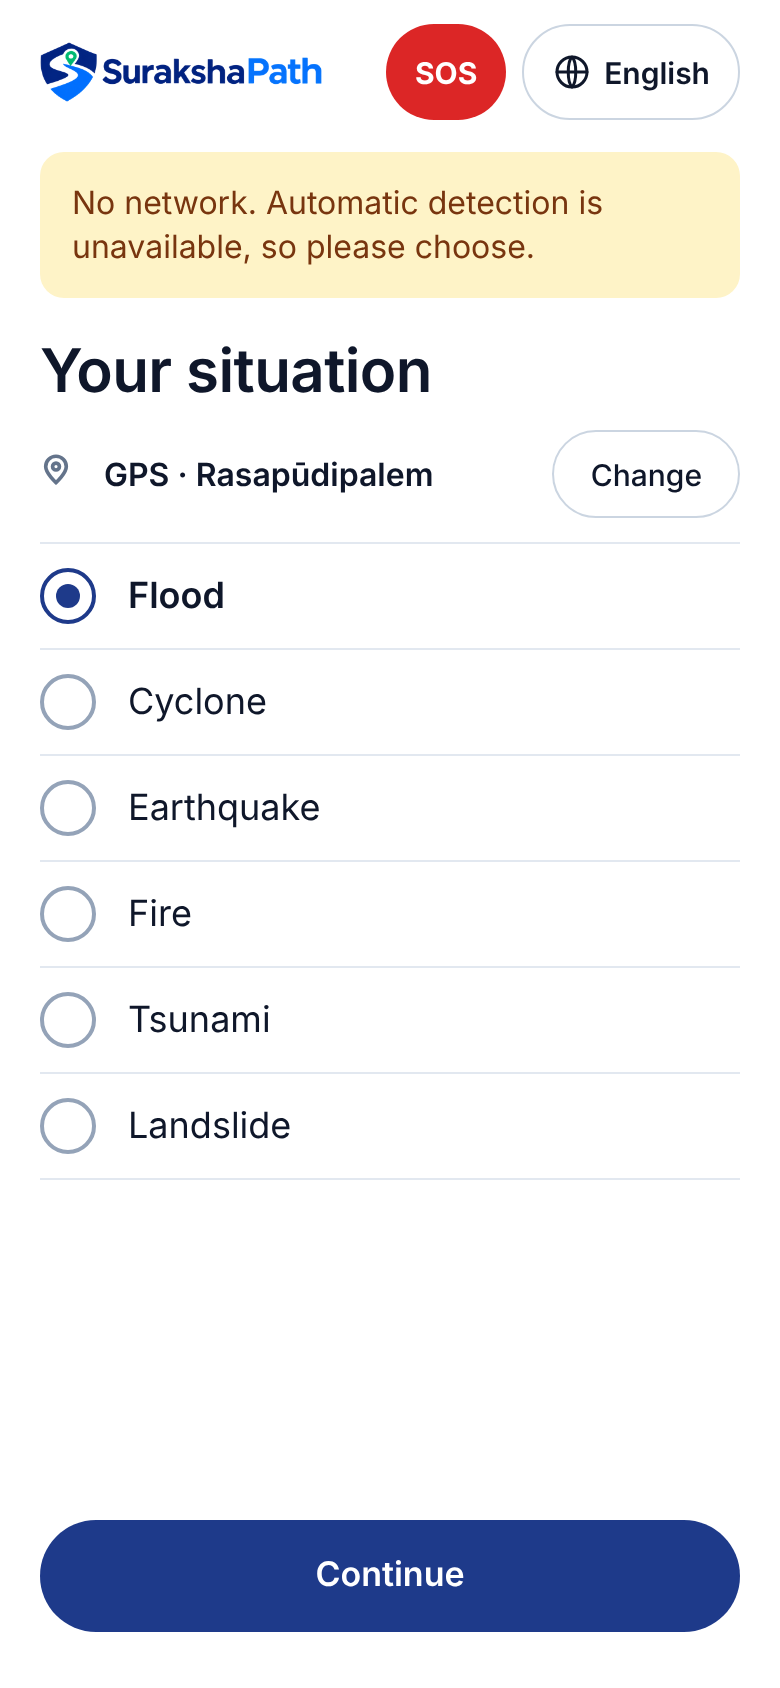 SurakshaPath
SOS
English
No network. Automatic detection is
unavailable, so please choose.
Your situation
GPS · Rasapūdipalem
Change
Flood
Cyclone
Earthquake
Fire
Tsunami
Landslide
Continue